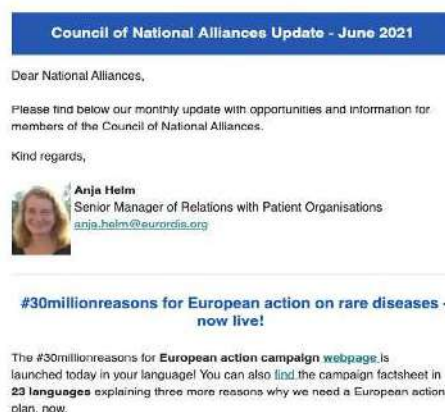 Council of National Alliances Update - June 2021
Dear National Alliances,
Please find below our monthly update with opportunities and information for
members of the Council of National Alliances.
Kind regards,
Anja Helm
Senior Manager of Relations with Patient Organisations
anja.helm@eurordis.org
#30millionreasons for European action on rare diseases -
now live!
The #30millionreasons for European action campaign webpage is
launched today in your language! You can also find the campaign factsheet in
23 languages explaining three more reasons why we need a European action
plan, now.